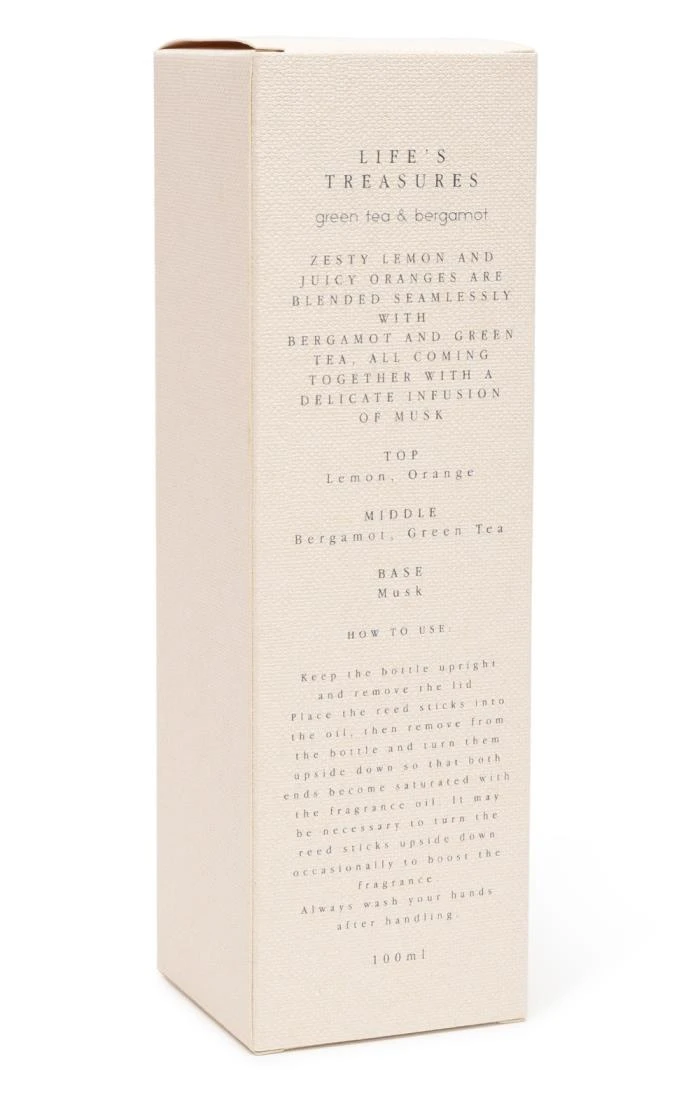 LIFE'S
TREASURES
green tea & bergamot
ZESTY LEMON AND
JUICY ORANGES ARE
BLENDED SEAMLESSLY
WITH
BERGAMOT AND GREEN
TEA, ALL COMING
TOGETHER WITH A
DELICATE INFUSION
OF MUSK
TOP
Lemon, Orange
MIDDLE
Bergamot, Green Tea
BASE
Musk
HOW TO USE:
Keep the bottle upright
and remove the lid
Place the reed sticks into
the oil, then remove from
the bottle and turn them
upside down so that both
ends become saturated with
the fragrance oil. It may
be necessary to turn the
reed sticks upside down
occasionally to boost the
fragrance.
Always wash your hands
after handling.
100ml